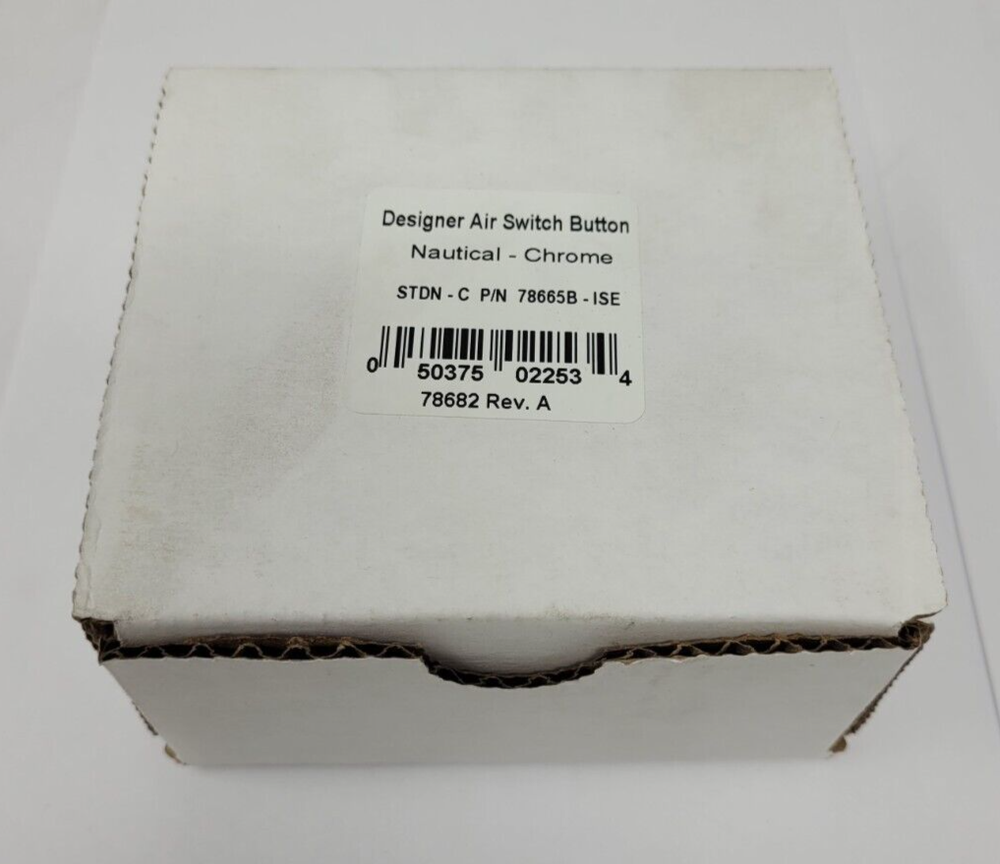 Designer Air Switch Button
Nautical - Chrome
STDN - C P/N 78665B - ISE
0 50375 02253 4
78682 Rev. A